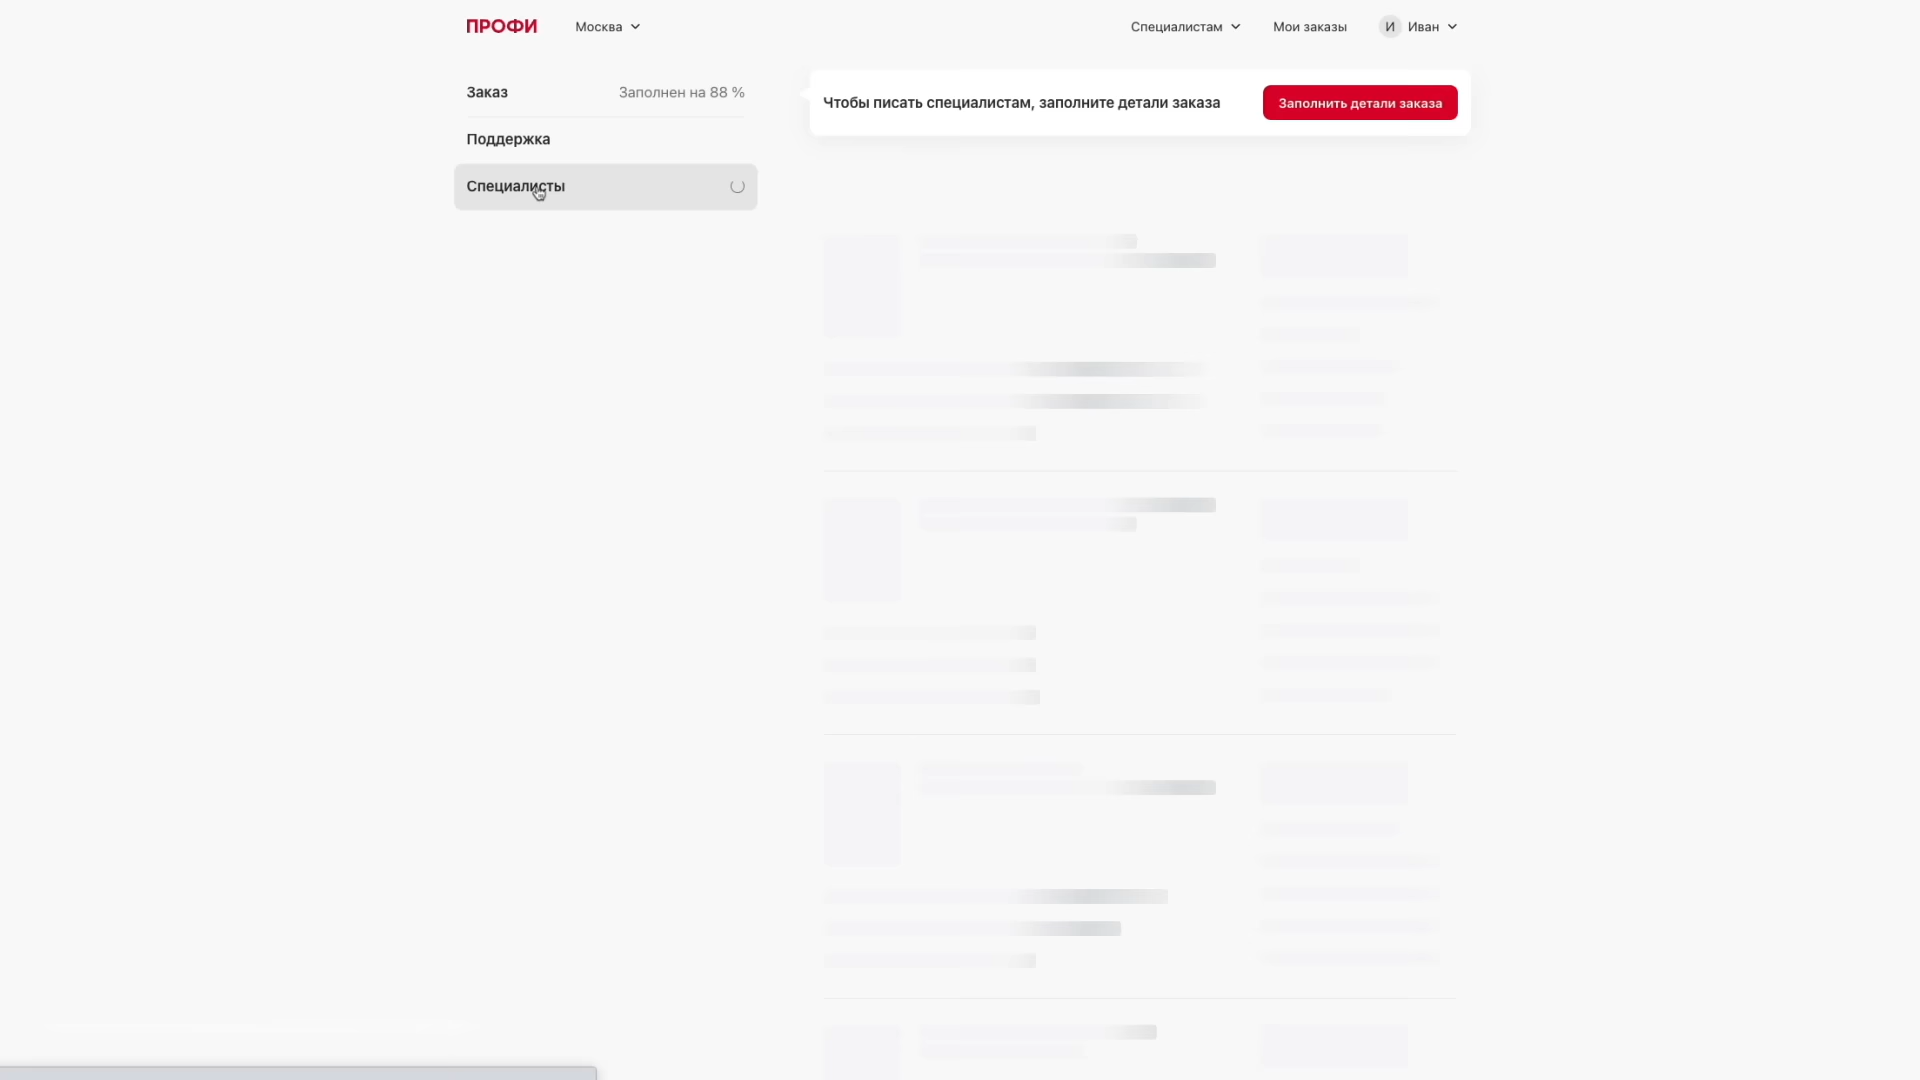 ПРОФИ
Москва
Специалистам
Мои заказы
И
Иван
Заказ
Заполнен на 88 %
Чтобы писать специалистам, заполните детали заказа
Заполнить детали заказа
Поддержка
Специалисты